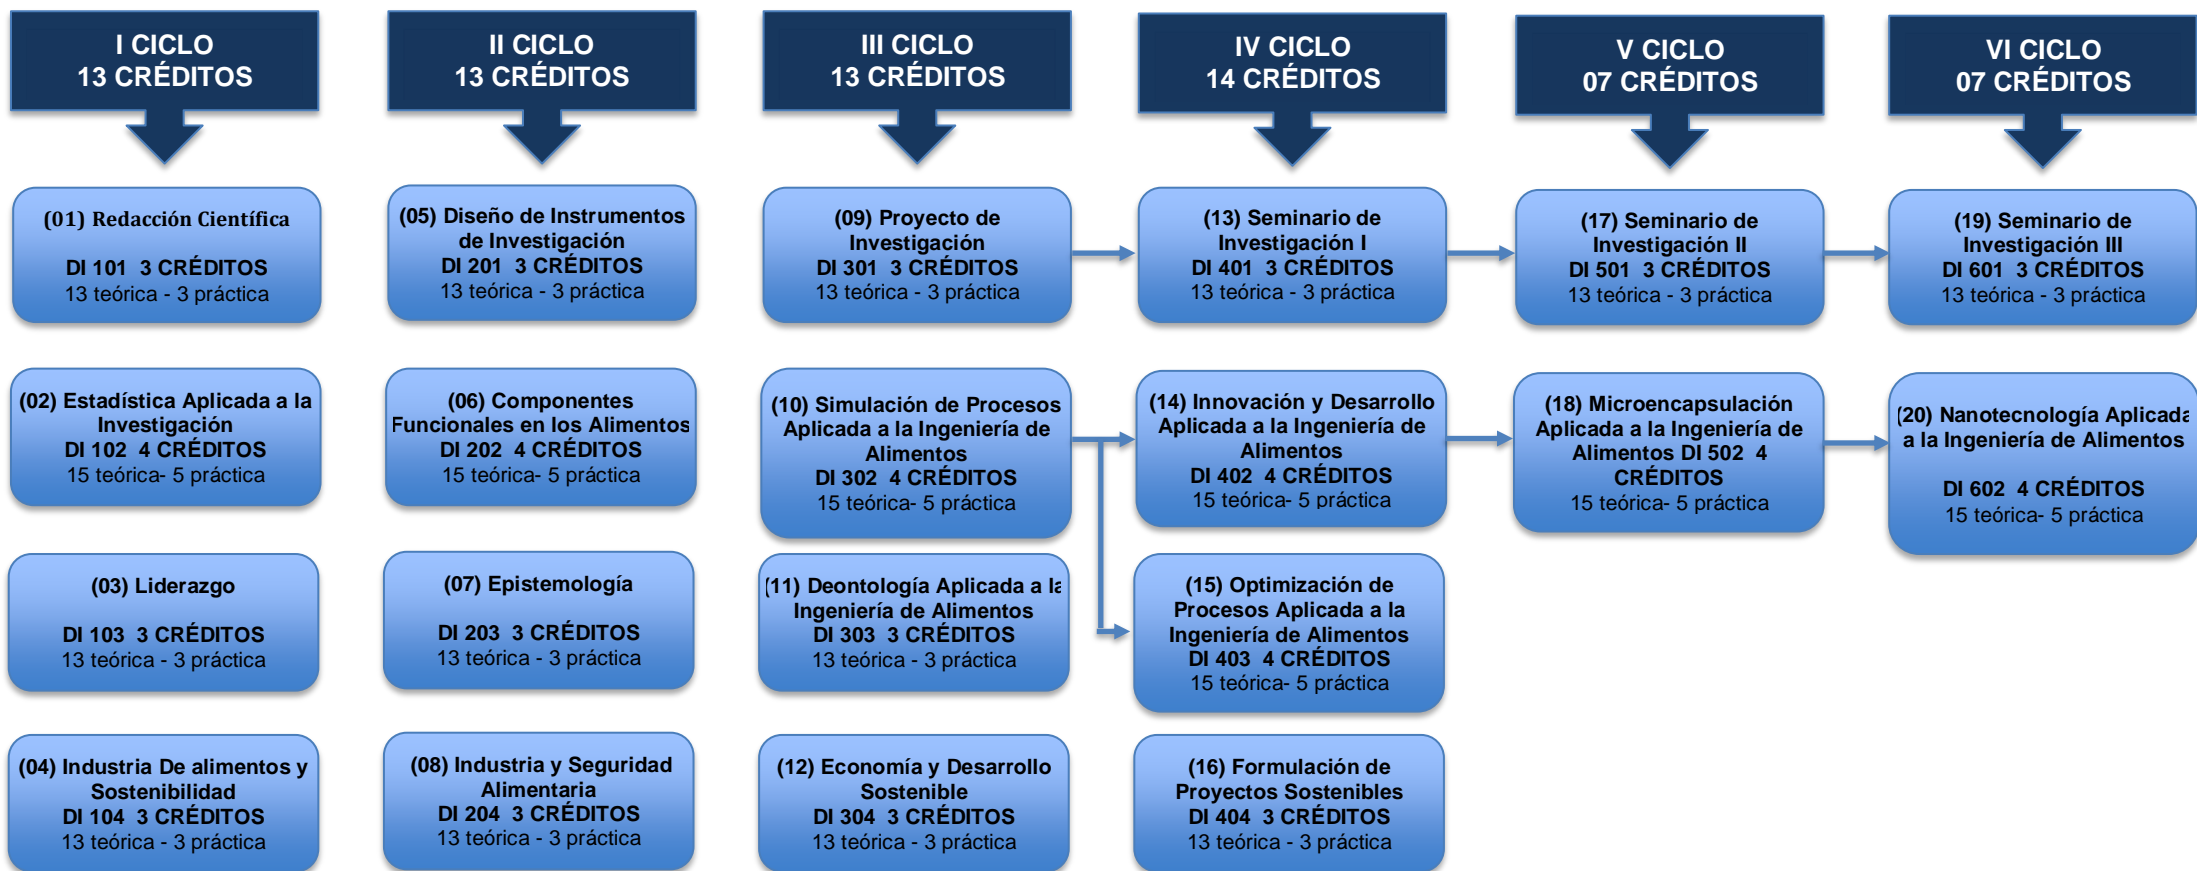 I CICLO
13 CRÉDITOS
II CICLO
13 CRÉDITOS
III CICLO
13 CRÉDITOS
IV CICLO
14 CRÉDITOS
V CICLO
07 CRÉDITOS
VI CICLO
07 CRÉDITOS
(01) Redacción Científica
DI 101 3 CRÉDITOS
13 teórica - 3 práctica
(05) Diseño de Instrumentos
de Investigación
DI 201 3 CRÉDITOS
13 teórica - 3 práctica
(09) Proyecto de
Investigación
DI 301 3 CRÉDITOS
13 teórica - 3 práctica
(13) Seminario de
Investigación I
DI 401 3 CRÉDITOS
13 teórica - 3 práctica
(17) Seminario de
Investigación II
DI 501 3 CRÉDITOS
13 teórica - 3 práctica
(19) Seminario de
Investigación III
DI 601 3 CRÉDITOS
13 teórica - 3 práctica
(02) Estadística Aplicada a la
Investigación
DI 102 4 CRÉDITOS
15 teórica- 5 práctica
(06) Componentes
Funcionales en los Alimentos
DI 202 4 CRÉDITOS
15 teórica- 5 práctica
(10) Simulación de Procesos
Aplicada a la Ingeniería de
Alimentos
DI 302 4 CRÉDITOS
15 teórica- 5 práctica
(14) Innovación y Desarrollo
Aplicada a la Ingeniería de
Alimentos
DI 402 4 CRÉDITOS
15 teórica- 5 práctica
(18) Microencapsulación
Aplicada a la Ingeniería de
Alimentos DI 502 4
CRÉDITOS
15 teórica- 5 práctica
(20) Nanotecnología Aplicada
a la Ingeniería de Alimentos
DI 602 4 CRÉDITOS
15 teórica- 5 práctica
(03) Liderazgo
DI 103 3 CRÉDITOS
13 teórica - 3 práctica
(07) Epistemología
DI 203 3 CRÉDITOS
13 teórica - 3 práctica
(11) Deontología Aplicada a la
Ingeniería de Alimentos
DI 303 3 CRÉDITOS
13 teórica - 3 práctica
(15) Optimización de
Procesos Aplicada a la
Ingeniería de Alimentos
DI 403 4 CRÉDITOS
15 teórica- 5 práctica
(04) Industria De alimentos y
Sostenibilidad
DI 104 3 CRÉDITOS
13 teórica - 3 práctica
(08) Industria y Seguridad
Alimentaria
DI 204 3 CRÉDITOS
13 teórica - 3 práctica
(12) Economía y Desarrollo
Sostenible
DI 304 3 CRÉDITOS
13 teórica - 3 práctica
(16) Formulación de
Proyectos Sostenibles
DI 404 3 CRÉDITOS
13 teórica - 3 práctica